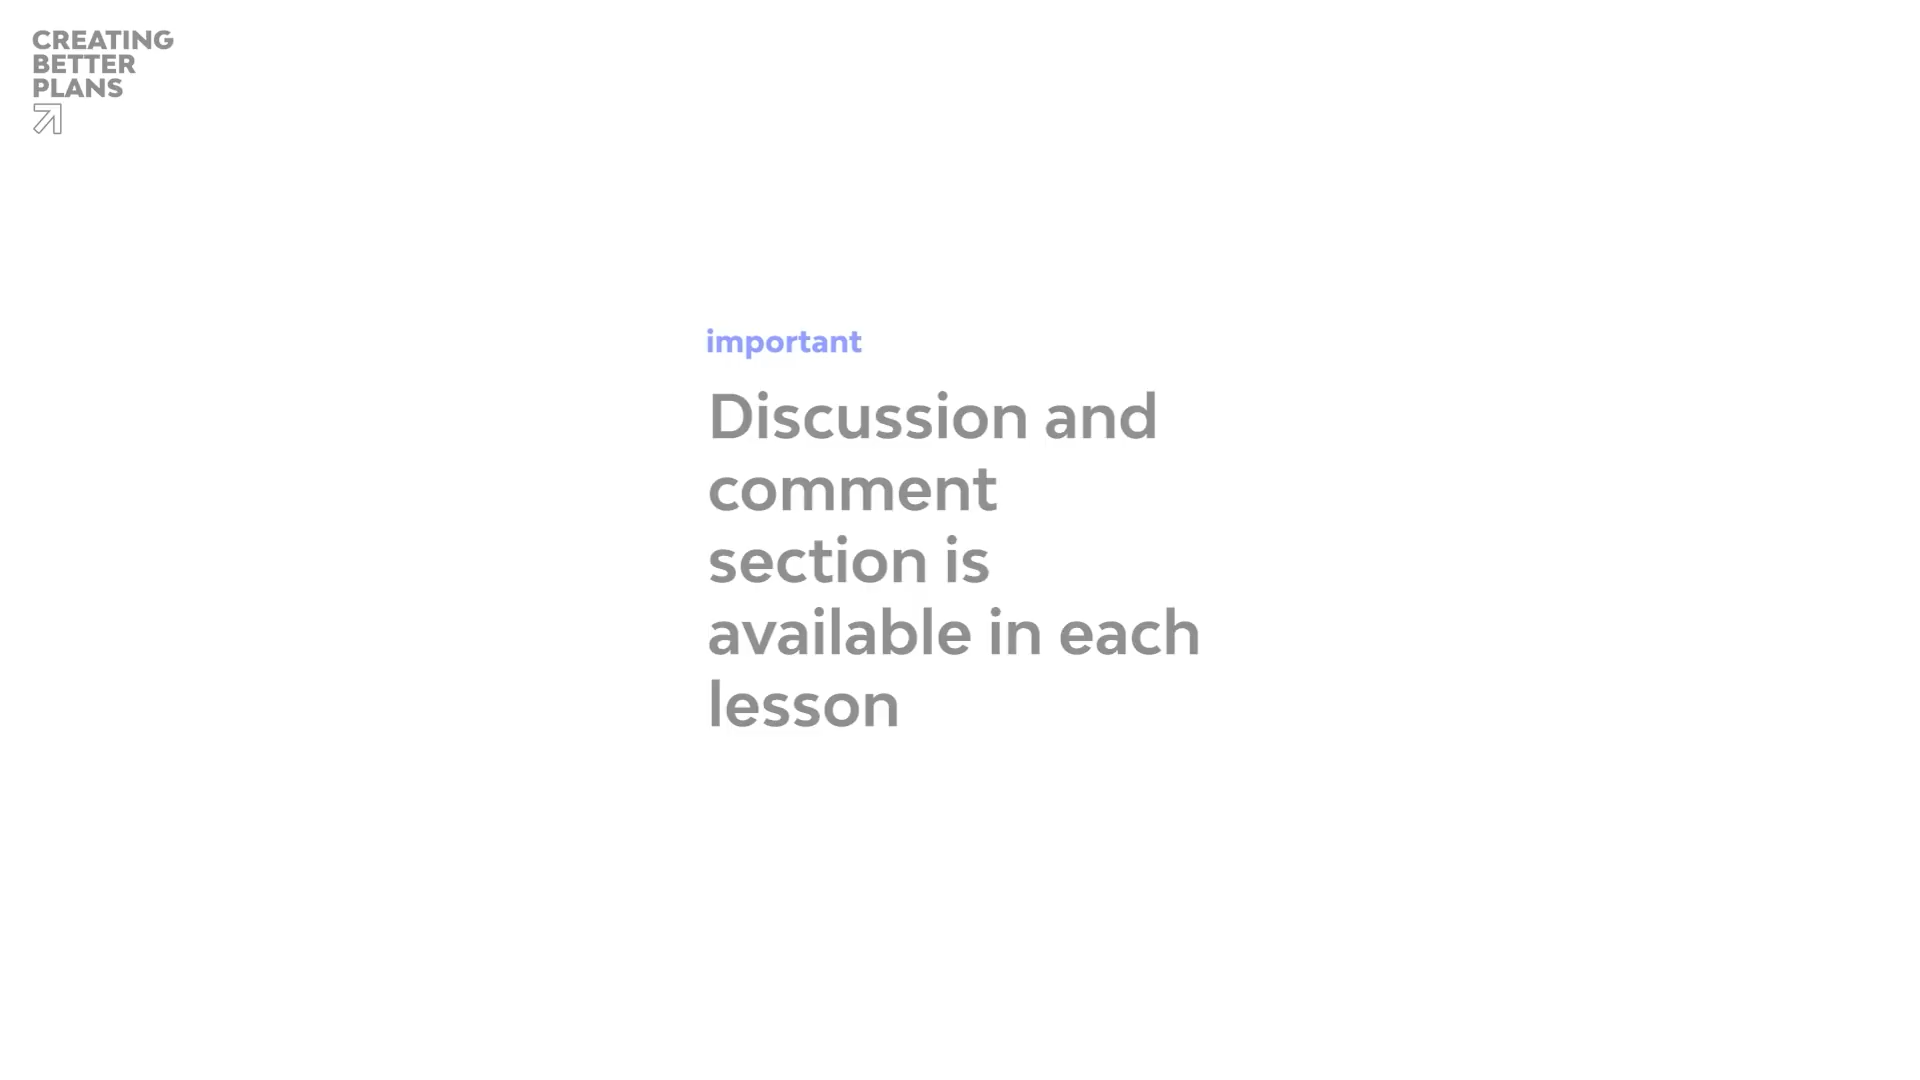 CREATING
BETTER
PLANS
important
Discussion and
comment
section is
available in each
lesson